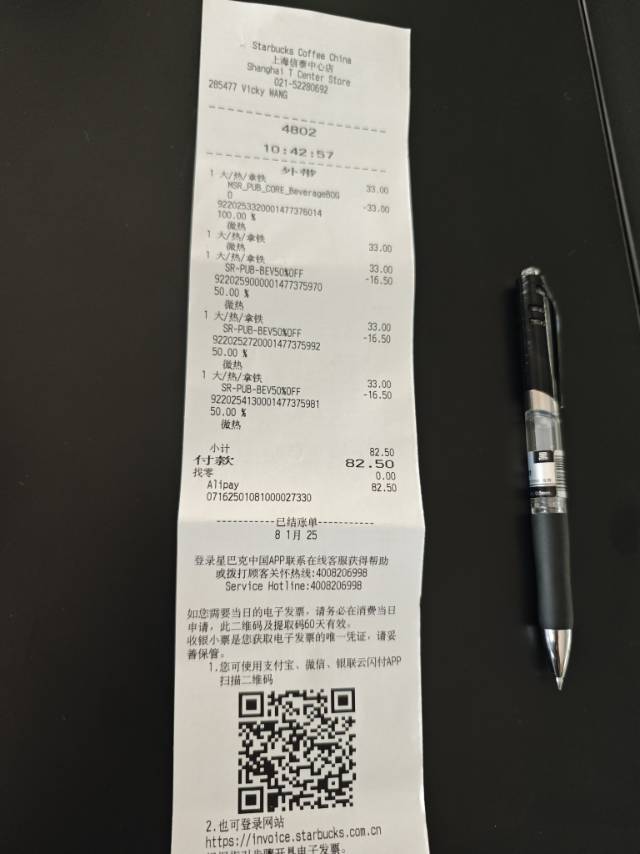 Starbucks Coffee China
上海信泰中心店
Shanghai T Center Store
021-52280692
285477 Vicky WANG
4802
10:42:57
外带
1 大/热/拿铁 33.00
MSR_PUB_CORE_BeverageBOG
O -33.00
9220253320001477376014
100.00 %
微热
1 大/热/拿铁 33.00
微热
1 大/热/拿铁 33.00
SR-PUB-BEV50%OFF -16.50
9220259000001477375970
50.00 %
微热
1 大/热/拿铁 33.00
SR-PUB-BEV50%OFF -16.50
9220252720001477375992
50.00 %
微热
1 大/热/拿铁 33.00
SR-PUB-BEV50%OFF -16.50
9220254130001477375981
50.00 %
微热
小计 82.50
付款 82.50
找零 0.00
Alipay 82.50
07162501081000027330
-----------已结账单-----------
8 1月 25
登录星巴克中国APP联系在线客服获得帮助
或拨打顾客关怀热线:4008206998
Service Hotline:4008206998
如您需要当日的电子发票，请务必在消费当日
申请，此二维码及提取码60天有效。
收银小票是您获取电子发票的唯一凭证，请妥
善保管。
1.您可使用支付宝、微信、银联云闪付APP
扫描二维码
2.也可登录网站
https://invoice.starbucks.com.cn
开具电子发票。